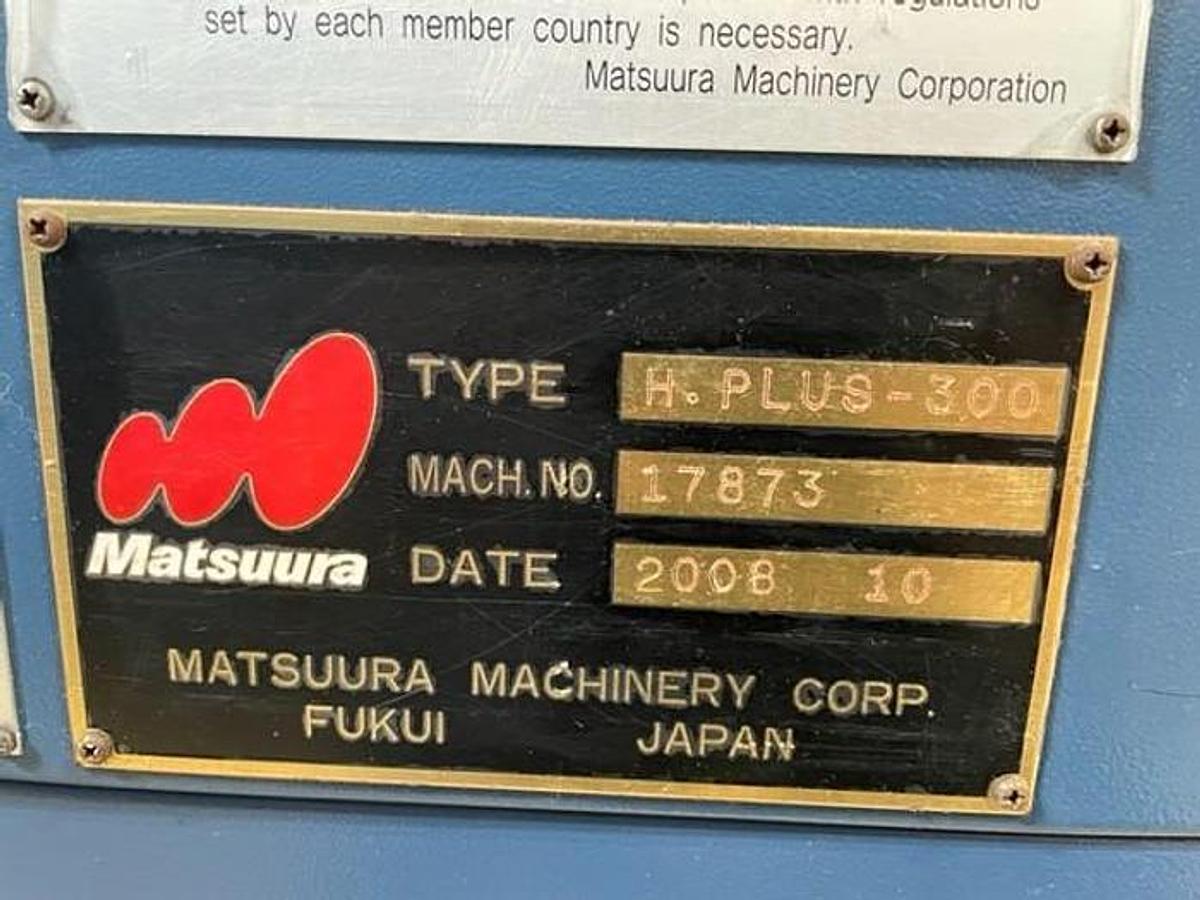 regulations
set by each member country is necessary.
Matsuura Machinery Corporation
TYPE H. PLUS-300
MACH. NO. 17873
DATE 2008 10
Matsuura
MATSUURA MACHINERY CORP.
FUKUI JAPAN